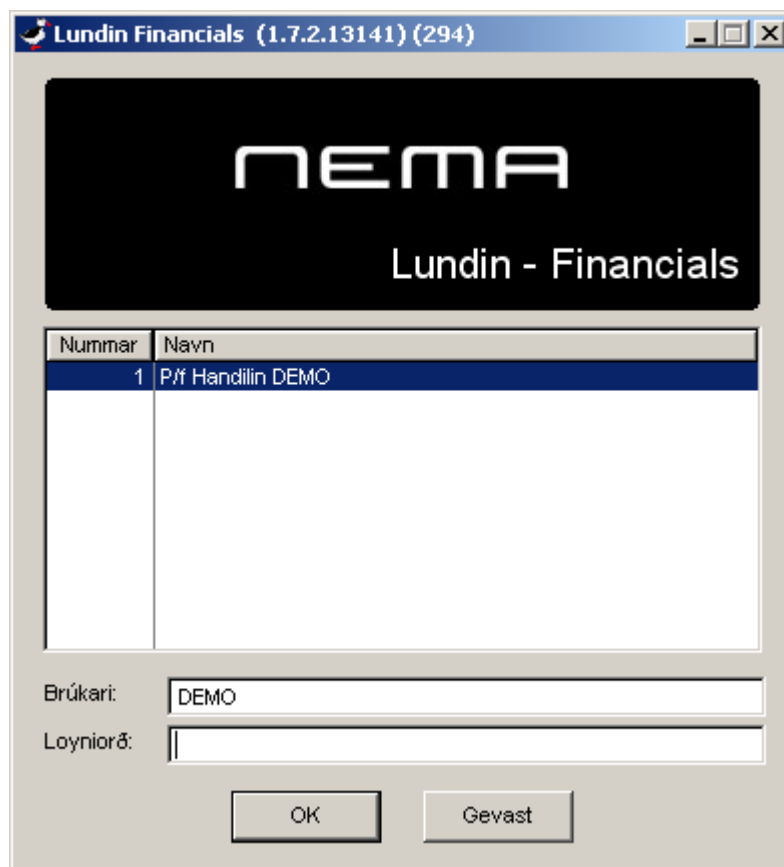 Lundin Financials (1.7.2.13141) (294)
NEMA
Lundin - Financials
Nummar Navn
1 P/f Handilin DEMO
Brúkari: DEMO
Loyniorð:
OK Gevast